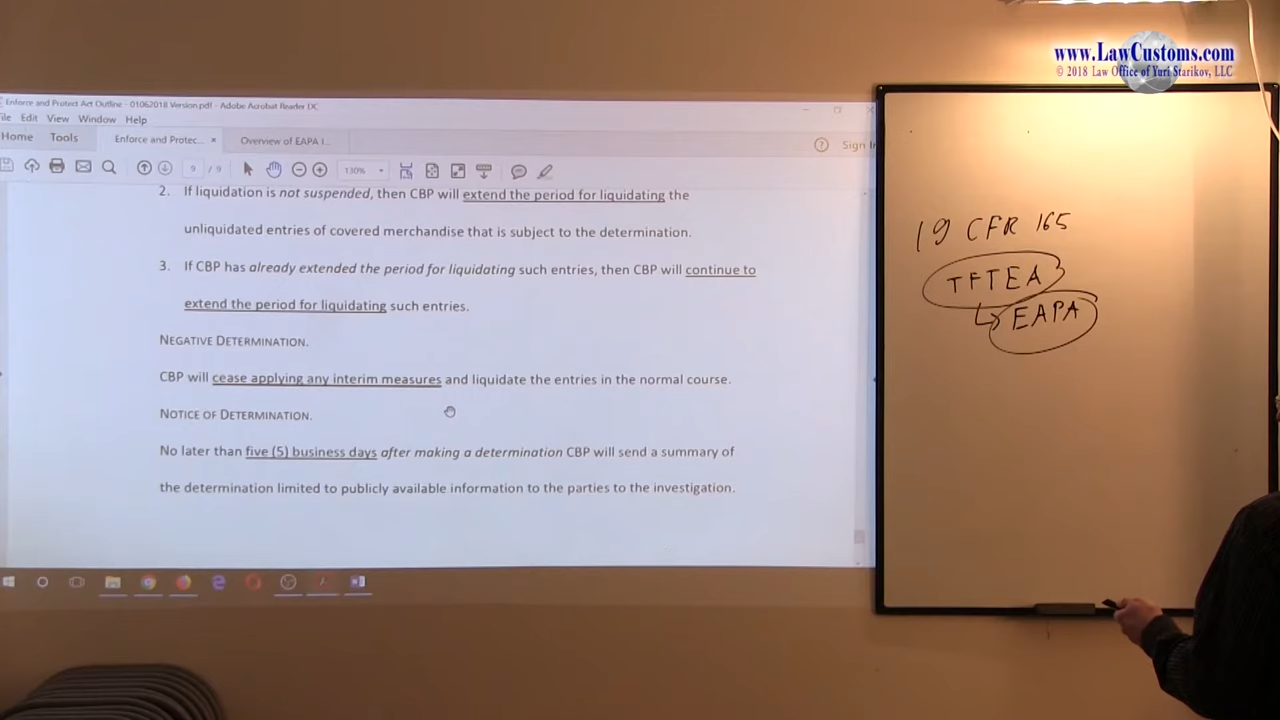 www.LawCustoms.com
© 2018 Law Office of Yuri Starikov, LLC
Enforce and Protect Act Outline - 01062018 Version.pdf - Adobe Acrobat Reader DC
ile Edit View Window Help
Home Tools Enforce and Protec... × Overview of EAPA I...
Sign In
9 / 9 130%
2. If liquidation is not suspended, then CBP will extend the period for liquidating the
unliquidated entries of covered merchandise that is subject to the determination.
3. If CBP has already extended the period for liquidating such entries, then CBP will continue to
extend the period for liquidating such entries.
NEGATIVE DETERMINATION.
CBP will cease applying any interim measures and liquidate the entries in the normal course.
NOTICE OF DETERMINATION.
No later than five (5) business days after making a determination CBP will send a summary of
the determination limited to publicly available information to the parties to the investigation.
19 CFR 165
TFTEA
EAPA